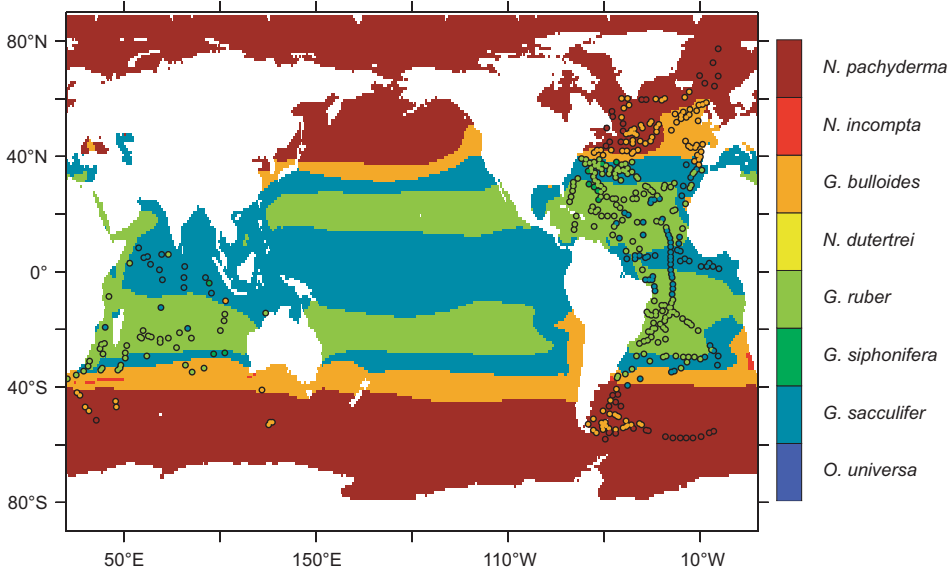 80°N
40°N
0°
40°S
80°S
50°E
150°E
110°W
10°W
N. pachyderma
N. incompta
G. bulloides
N. dutertrei
G. ruber
G. siphonifera
G. sacculifer
O. universa